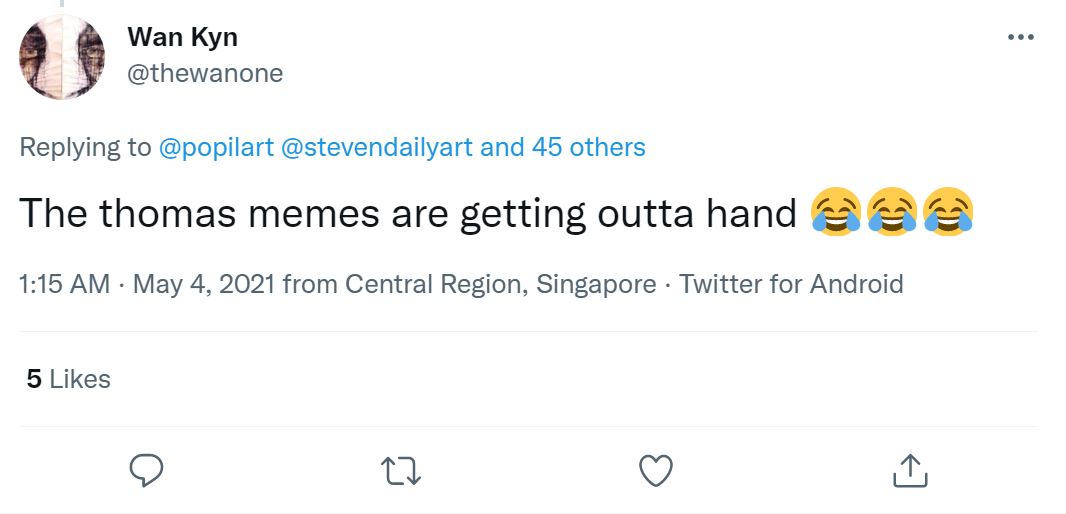 Wan Kyn
@thewanone
Replying to @popilart @stevendailyart and 45 others
The thomas memes are getting outta hand 😂😂😂
1:15 AM · May 4, 2021 from Central Region, Singapore · Twitter for Android
5 Likes